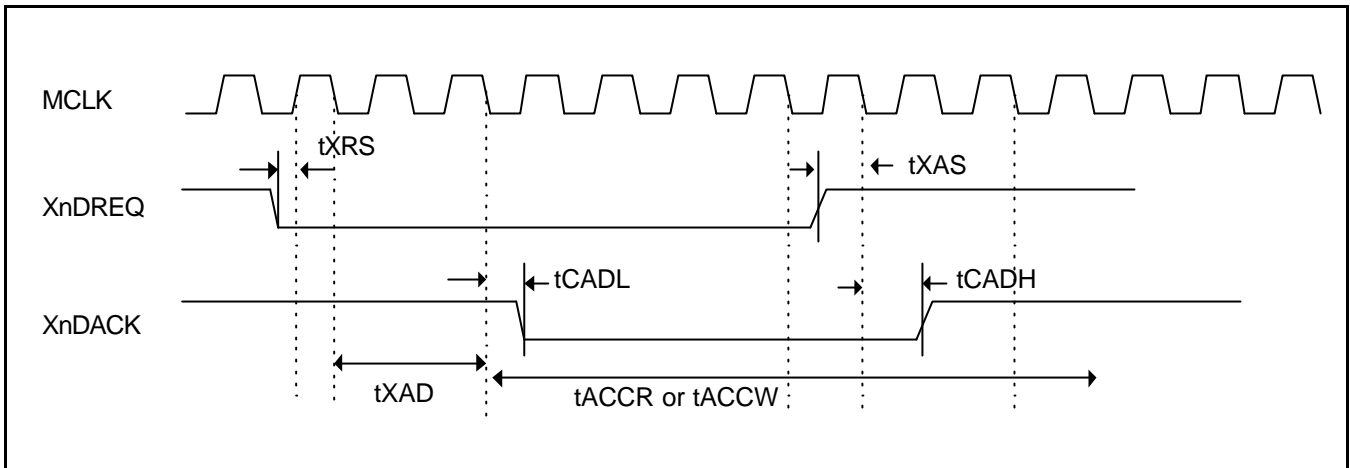 MCLK
tXRS
tXAS
XnDREQ
tCADL
tCADH
XnDACK
tXAD
tACCR or tACCW